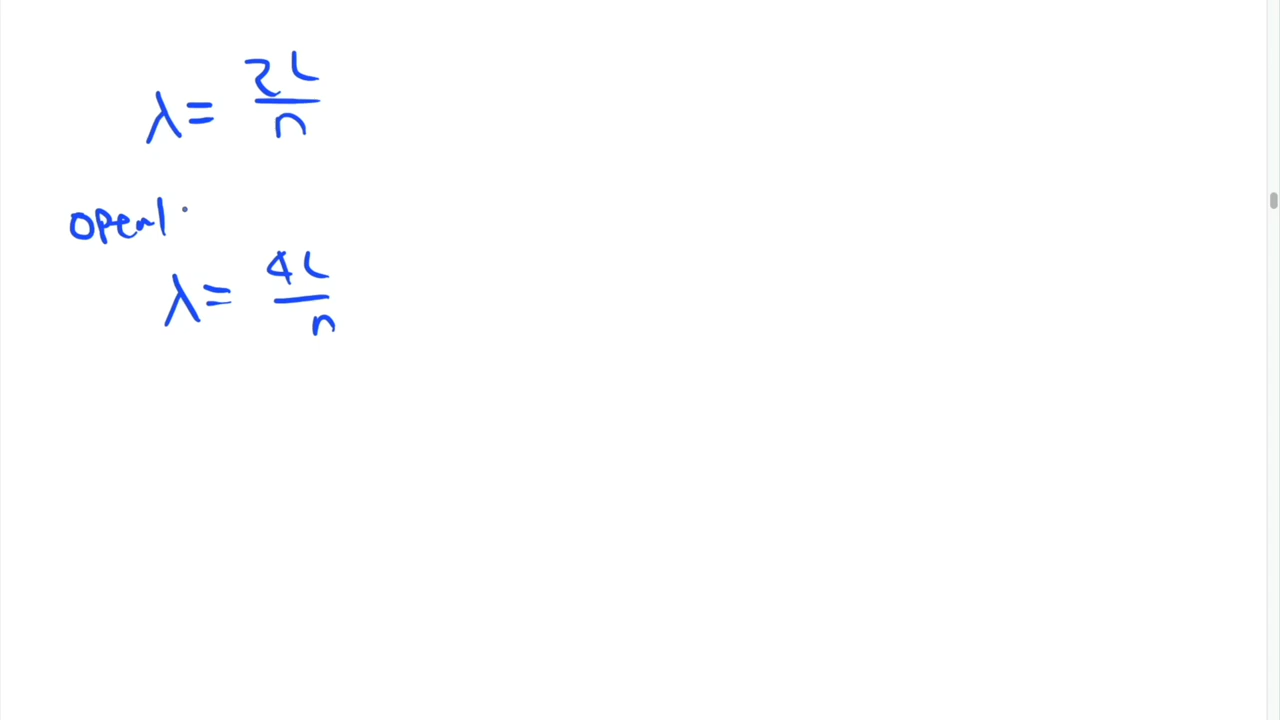 λ = 2L/n
open/
λ = 4L/n